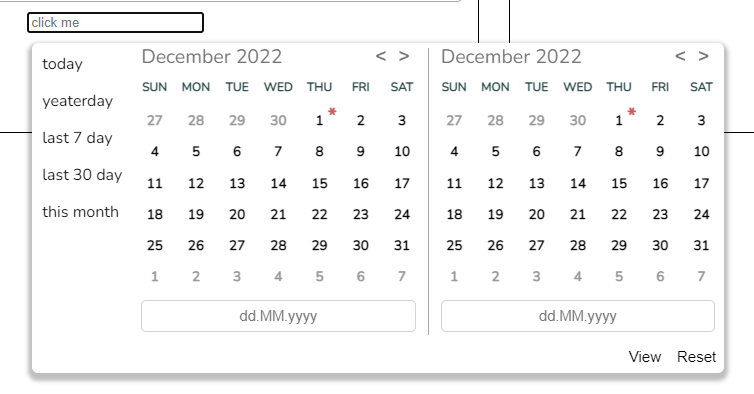 click me
today
yeaterday
last 7 day
last 30 day
this month
December 2022 < >
SUN MON TUE WED THU FRI SAT
27 28 29 30 1* 2 3
4 5 6 7 8 9 10
11 12 13 14 15 16 17
18 19 20 21 22 23 24
25 26 27 28 29 30 31
1 2 3 4 5 6 7
dd.MM.yyyy
December 2022 < >
SUN MON TUE WED THU FRI SAT
27 28 29 30 1* 2 3
4 5 6 7 8 9 10
11 12 13 14 15 16 17
18 19 20 21 22 23 24
25 26 27 28 29 30 31
1 2 3 4 5 6 7
dd.MM.yyyy
View Reset